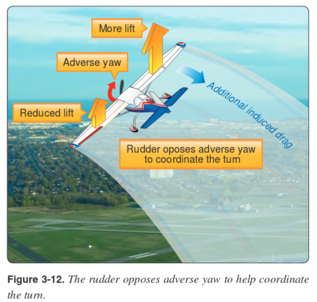 More lift
Adverse yaw
Additional induced drag
Reduced lift
Rudder oposes adverse yaw
to coordinate the turn
Figure 3-12. The rudder opposes adverse yaw to help coordinate
the turn.